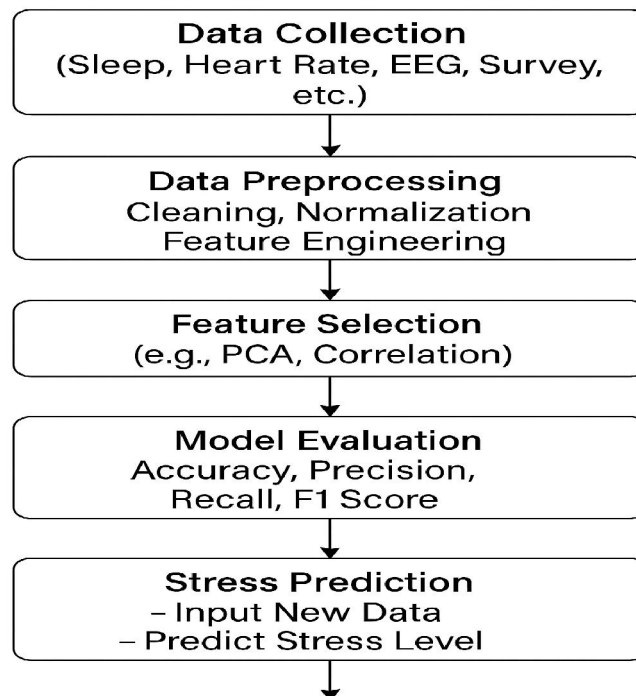 Data Collection
(Sleep, Heart Rate, EEG, Survey,
etc.)
Data Preprocessing
Cleaning, Normalization
Feature Engineering
Feature Selection
(e.g., PCA, Correlation)
Model Evaluation
Accuracy, Precision,
Recall, F1 Score
Stress Prediction
– Input New Data
– Predict Stress Level